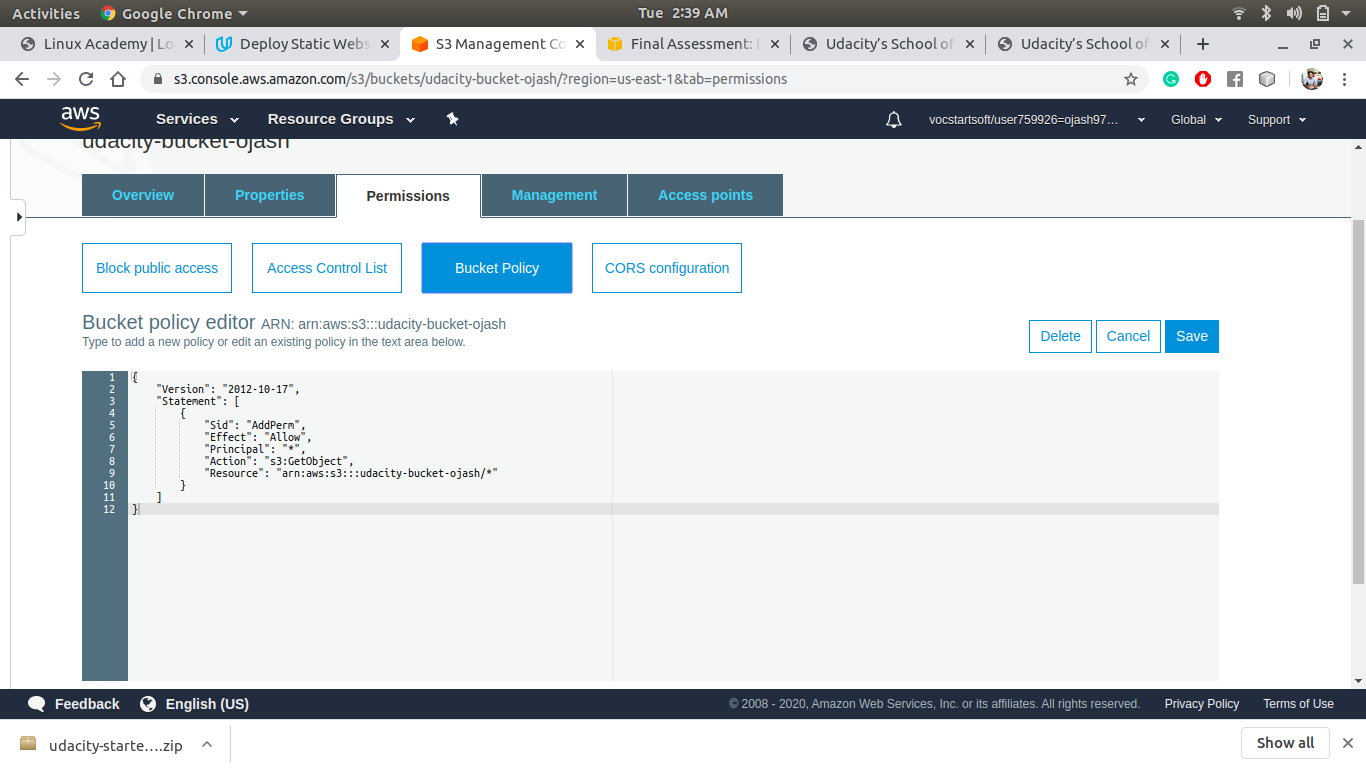 Activities Google Chrome Tue 2:39 AM
Linux Academy | Lo Deploy Static Webs S3 Management Co Final Assessment: D Udacity's School of Udacity's School of
s3.console.aws.amazon.com/s3/buckets/udacity-bucket-ojash/?region=us-east-1&tab=permissions
aws Services Resource Groups vocstartsoft/user759926=ojash97... Global Support
udacity-bucket-ojash
Overview Properties Permissions Management Access points
Block public access Access Control List Bucket Policy CORS configuration
Bucket policy editor ARN: arn:aws:s3:::udacity-bucket-ojash
Type to add a new policy or edit an existing policy in the text area below.
Delete Cancel Save
1 {
2 "Version": "2012-10-17",
3 "Statement": [
4 {
5 "Sid": "AddPerm",
6 "Effect": "Allow",
7 "Principal": "*",
8 "Action": "s3:GetObject",
9 "Resource": "arn:aws:s3:::udacity-bucket-ojash/*"
10 }
11 ]
12 }
Feedback English (US) © 2008 - 2020, Amazon Web Services, Inc. or its affiliates. All rights reserved. Privacy Policy Terms of Use
udacity-starte....zip Show all